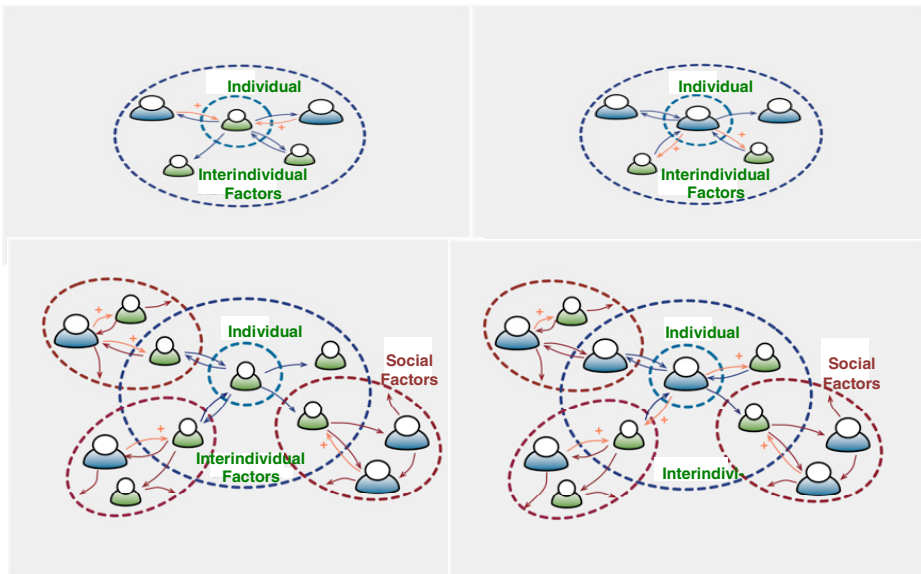 Individual
+
+
Interindividual
Factors
Individual
+
+
Interindividual
Factors
+
+
Individual
Social
Factors
+
+
Interindividual
Factors
+
Individual
+
Social
Factors
+
+
+
Interindivi-